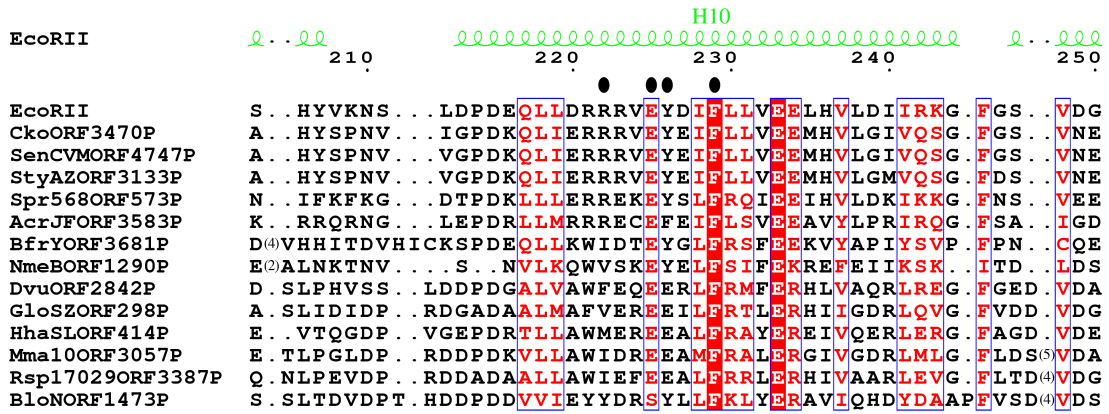 H10
EcoRII
210 220 230 240 250
EcoRII S..HYVKNS...LDPDEQLLDRRRVEYDIFLLVEELHVLDIIRKG.FGS..VDG
CkoORF3470P A..HYSPNV...IGPDKQLIERRRVEYEIFLLVEEMHVLGIVQSG.FGS..VNE
SenCVMORF4747P A..HYSPNV...VGPDKQLIERRRVEYEIFLLVEEMHVLGIVQSG.FGS..VNE
StyAZORF3133P A..HYSPNV...VGPDKQLIERRRVEYEIFLLVEEMHVLGMVQSG.FDS..VNE
Spr568ORF573P N..IFKFKG...DTPDKLLLERREKEYSLFRQIEEIHVLDKIKKG.FNS..VEE
AcrJFORF3583P K..RRQRNG...LEPDRLLMRRRECEFEIFLSVEEAVYLPRIRQG.FSA..IGD
BfrYORF3681P D(4)VHHITDVHICKSPDEQLLKWIDTEYGLFRSFEEKVYAPIYSVP.FPN..CQE
NmeBORF1290P E(2)ALNKTNV....S..NVLKQWVSKEYELFSIFEKREFEIIKSK..ITD..LDS
DvuORF2842P D.SLPHVSS..LDDPDGALVAWFEQEERLFRMFERHLVAQRLREG.FGED.VDA
GloSZORF298P A.SLIDIDP..RDGADAALMAFVEREEILFRTLERHIIGDRLQVG.FVDD.VDG
HhaSLORF414P E..VTQGDP...VGEPDRTLLAWMEREEALFRAYEREIVQERLERG.FAGD.VDE
Mma10ORF3057P E.TLPGLDP..RDDPDKVLLAWIDREEAMFRALERGIVGDRLMLG.FLDS(5)VDA
Rsp17029ORF3387P Q.NLPEVDP..RDDADAALLAWIEFEEALFRRLERHIVAARLEVG.FLTD(4)VDG
BloNORF1473P S.SLTDVDPT.HDDPDDVVIEYYDRSYLLFKLYERAVIQHDYDAAPFVSD(4)VDS